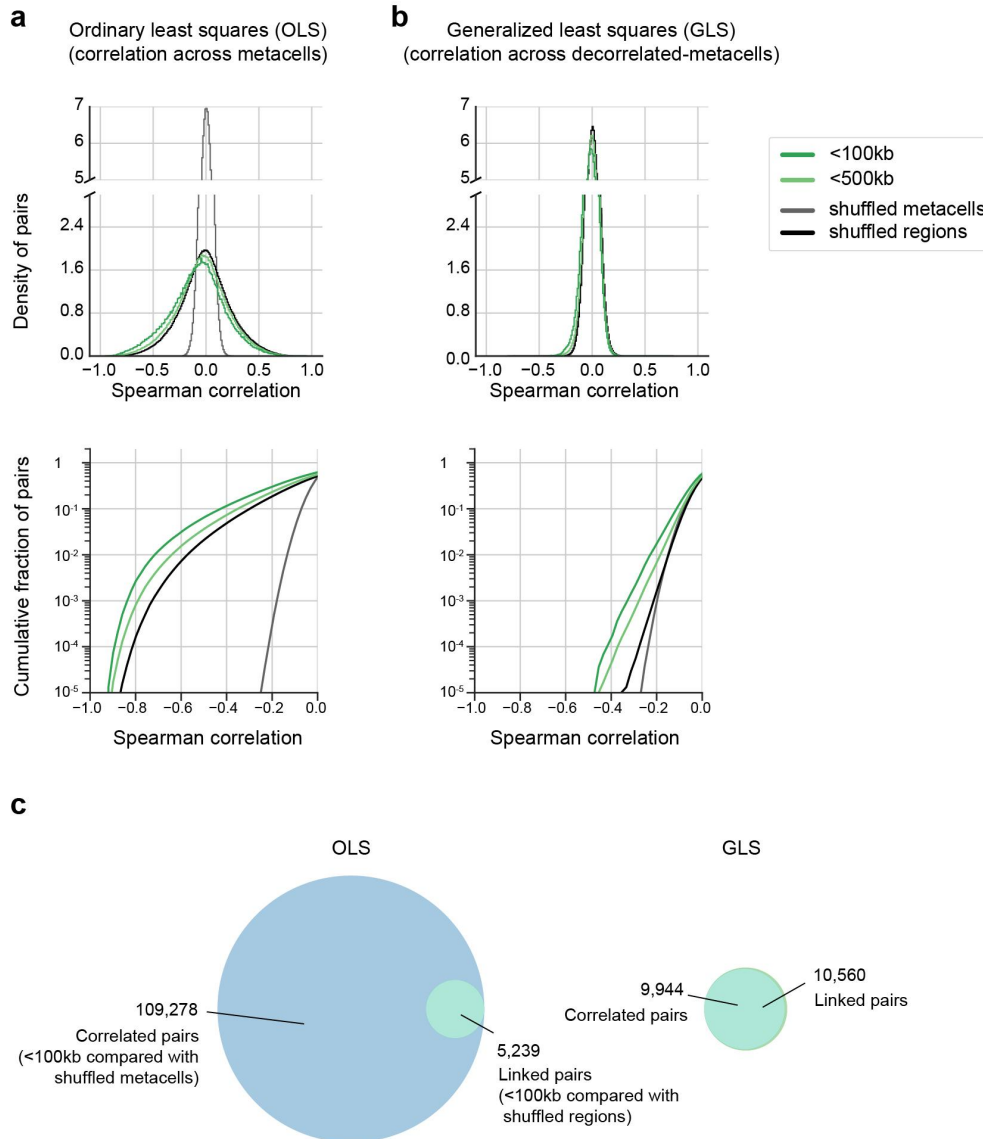 a
Ordinary least squares (OLS)
(correlation across metacells)
b
Generalized least squares (GLS)
(correlation across decorrelated-metacells)
Density of pairs
7
6
5
2.4
1.6
0.8
0.0
−1.0 −0.5 0.0 0.5 1.0
Spearman correlation
7
6
5
2.4
1.6
0.8
0.0
−1.0 −0.5 0.0 0.5 1.0
Spearman correlation
<100kb
<500kb
shuffled metacells
shuffled regions
Cumulative fraction of pairs
1
10-1
10-2
10-3
10-4
10-5
−1.0 −0.8 −0.6 −0.4 −0.2 0.0
Spearman correlation
1
10-1
10-2
10-3
10-4
10-5
−1.0 −0.8 −0.6 −0.4 −0.2 0.0
Spearman correlation
c
OLS
109,278
Correlated pairs
(<100kb compared with
shuffled metacells)
5,239
Linked pairs
(<100kb compared with
shuffled regions)
GLS
9,944
Correlated pairs
10,560
Linked pairs